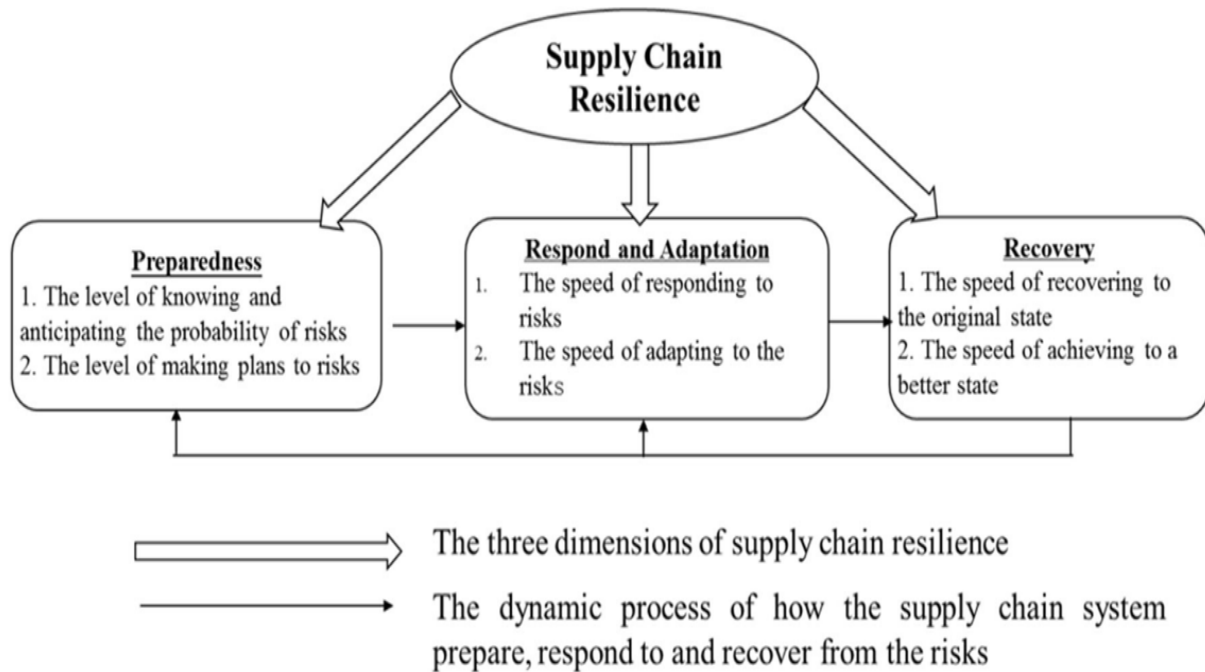 Supply Chain
Resilience
Preparedness
1. The level of knowing and
anticipating the probability of risks
2. The level of making plans to risks
Respond and Adaptation
1. The speed of responding to
risks
2. The speed of adapting to the
risks
Recovery
1. The speed of recovering to
the original state
2. The speed of achieving to a
better state
The three dimensions of supply chain resilience
The dynamic process of how the supply chain system
prepare, respond to and recover from the risks